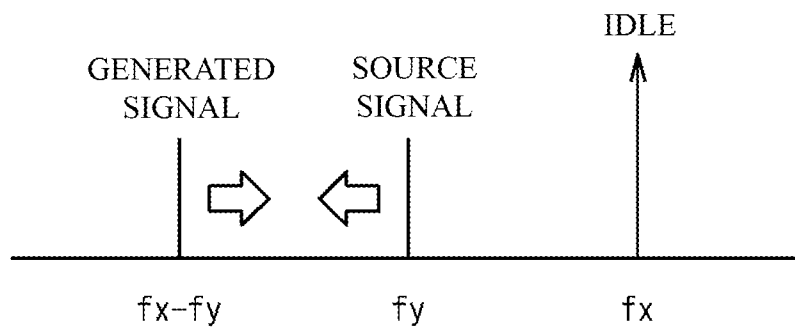 IDLE
GENERATED SIGNAL
SOURCE SIGNAL
fx-fy
fy
fx